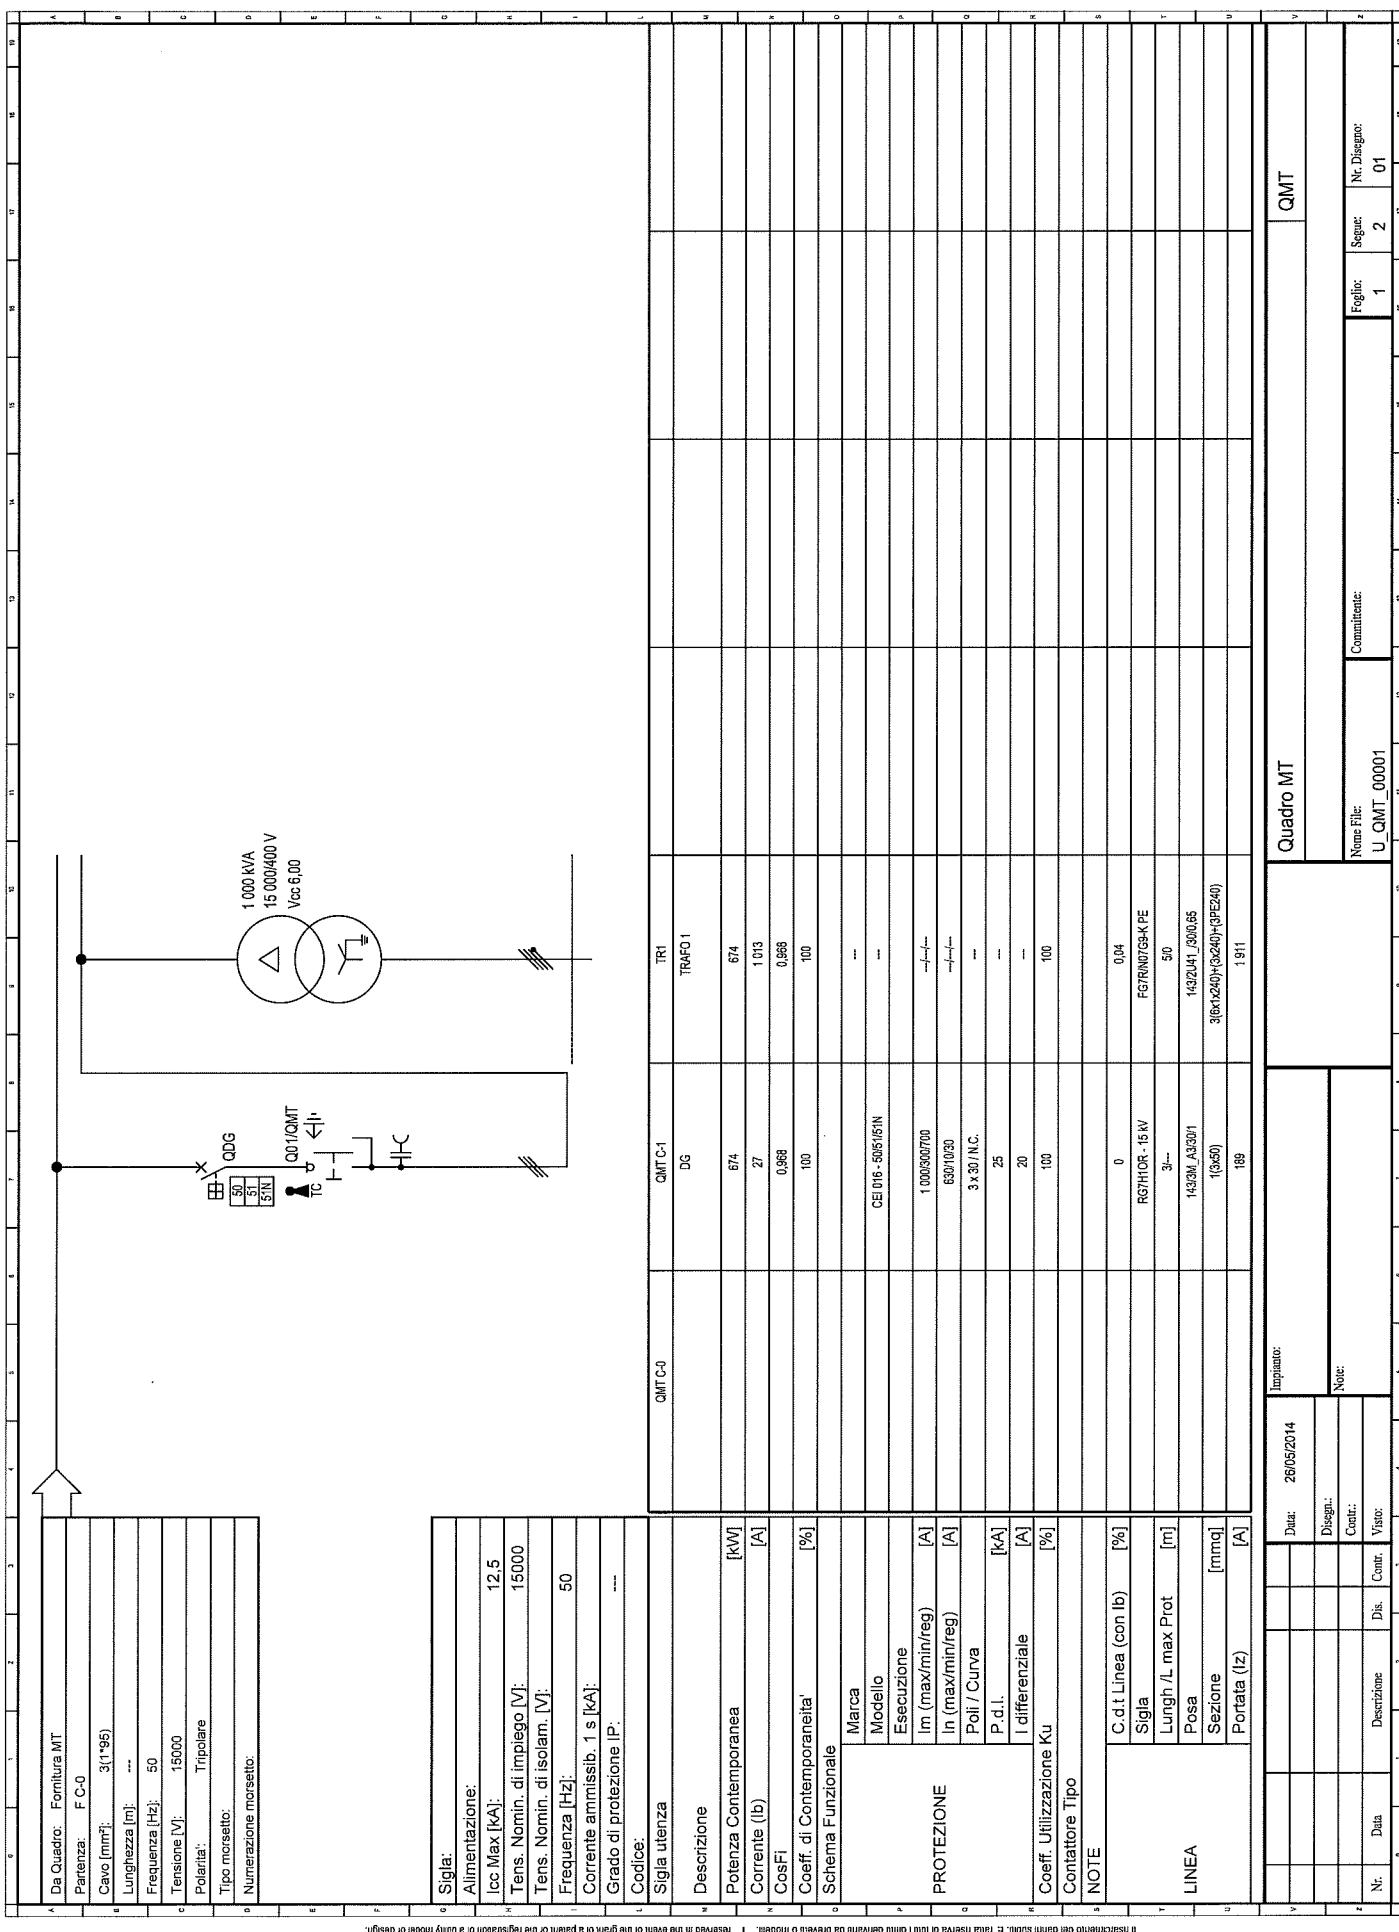 Da Quadro: Fornitura MT
Partenza: F C-0
Cavo [mm²]: 3(1*95)
Lunghezza [m]: ---
Frequenza [Hz]: 50
Tensione [V]: 15000
Polarita': Tripolare
Tipo morsetto:
Numerazione morsetto:
QDG
50
51
51N
Q01/QMT
TC
1 000 kVA
15 000/400 V
Vcc 6,00
Sigla:
Alimentazione:
Icc Max [kA]: 12,5
Tens. Nomin. di impiego [V]: 15000
Tens. Nomin. di isolam. [V]:
Frequenza [Hz]: 50
Corrente ammissib. 1 s [kA]:
Grado di protezione IP: ---
Codice:
Sigla utenza QMT C-0 QMT C-1 TR1
Descrizione DG TRAFO 1
Potenza Contemporanea [kW] 674 674
Corrente (Ib) [A] 27 1 013
CosFi 0,968 0,968
Coeff. di Contemporaneita' [%] 100 100
Schema Funzionale
PROTEZIONE
Marca ---
Modello CEI 016 - 50/51/51N ---
Esecuzione
Im (max/min/reg) [A] 1 000/300/700 ---/---/---
In (max/min/reg) [A] 630/10/30 ---/---/---
Poli / Curva 3 x 30 / N.C. ---
P.d.I. [kA] 25 ---
I differenziale [A] 20 ---
Coeff. Utilizzazione Ku [%] 100 100
Contattore Tipo
NOTE
LINEA
C.d.t Linea (con Ib) [%] 0 0,04
Sigla RG7H1OR - 15 kV FG7R/N07G9-K PE
Lungh /L max Prot [m] 3/--- 5/0
Posa 143/3M_A3/30/1 143/2U41_/30/0,65
Sezione [mmq] 1(3x50) 3(6x1x240)+(3x240)+(3PE240)
Portata (Iz) [A] 189 1 911
Nr. Data Descrizione Dis. Contr.
Data: 26/05/2014
Disegn.:
Contr.:
Visto:
Impianto:
Note:
Quadro MT
QMT
Nome File:
U_QMT_00001
Committente:
Foglio:
1
Segue:
2
Nr. Disegno:
01